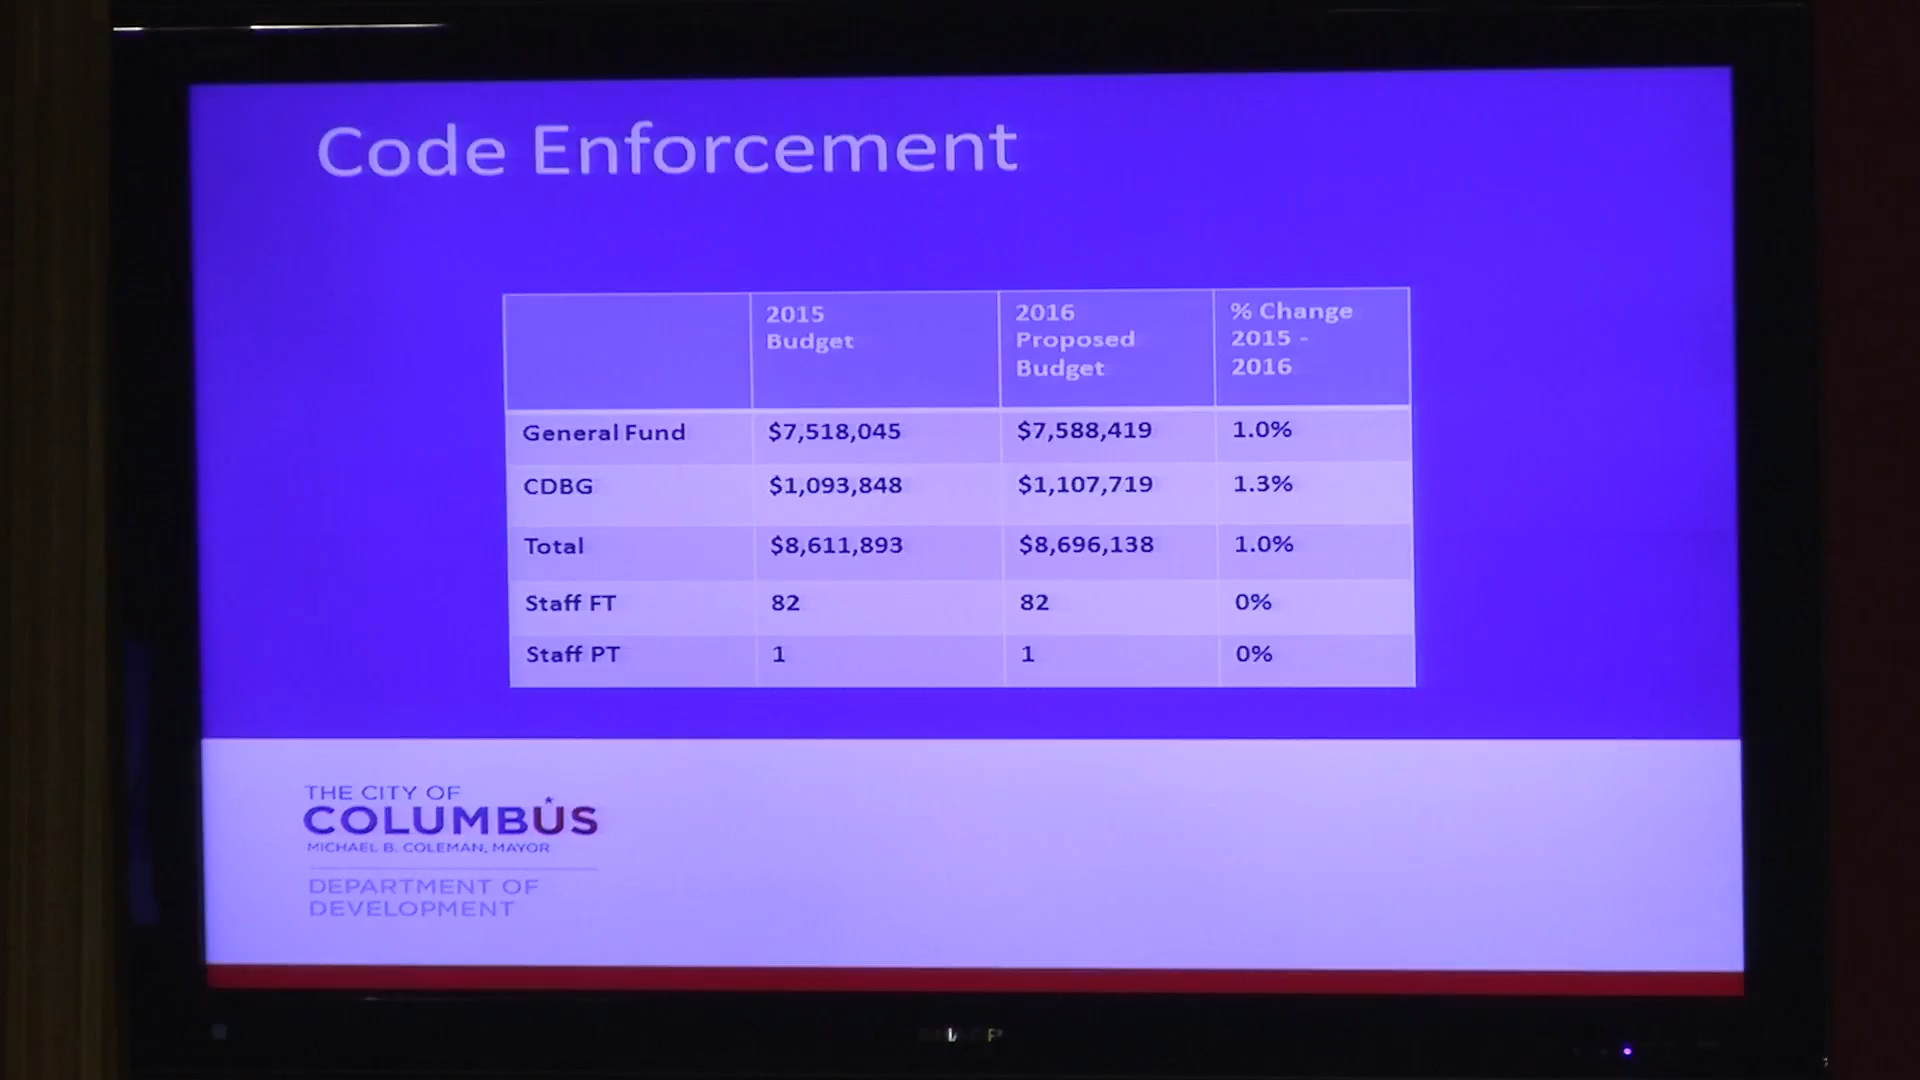 Code Enforcement
2015 Budget
2016 Proposed Budget
% Change 2015 - 2016
General Fund $7,518,045 $7,588,419 1.0%
CDBG $1,093,848 $1,107,719 1.3%
Total $8,611,893 $8,696,138 1.0%
Staff FT 82 82 0%
Staff PT 1 1 0%
THE CITY OF
COLUMBUS
MICHAEL B. COLEMAN, MAYOR
DEPARTMENT OF
DEVELOPMENT
SHARP